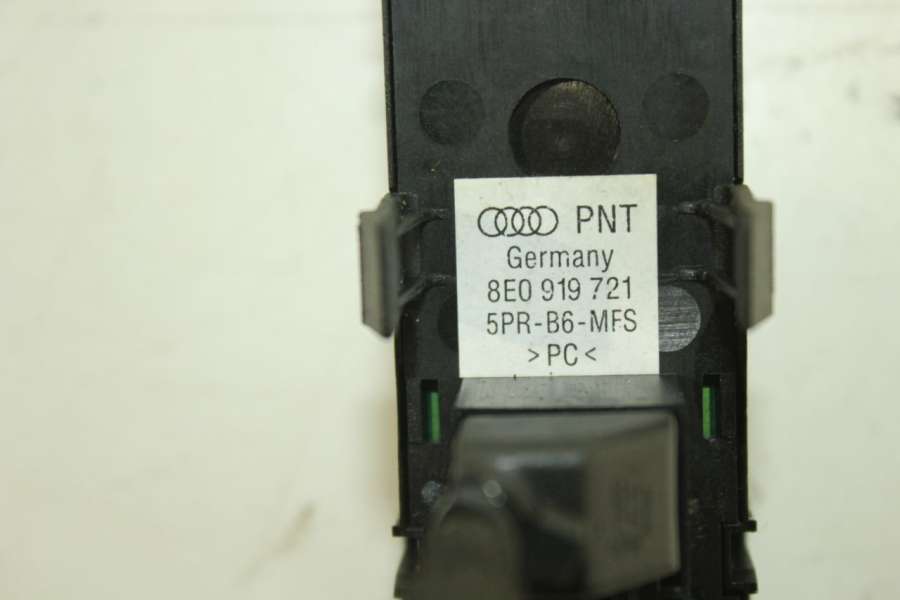 PNT
Germany
8E0 919 721
5PR-B6-MFS
>PC<